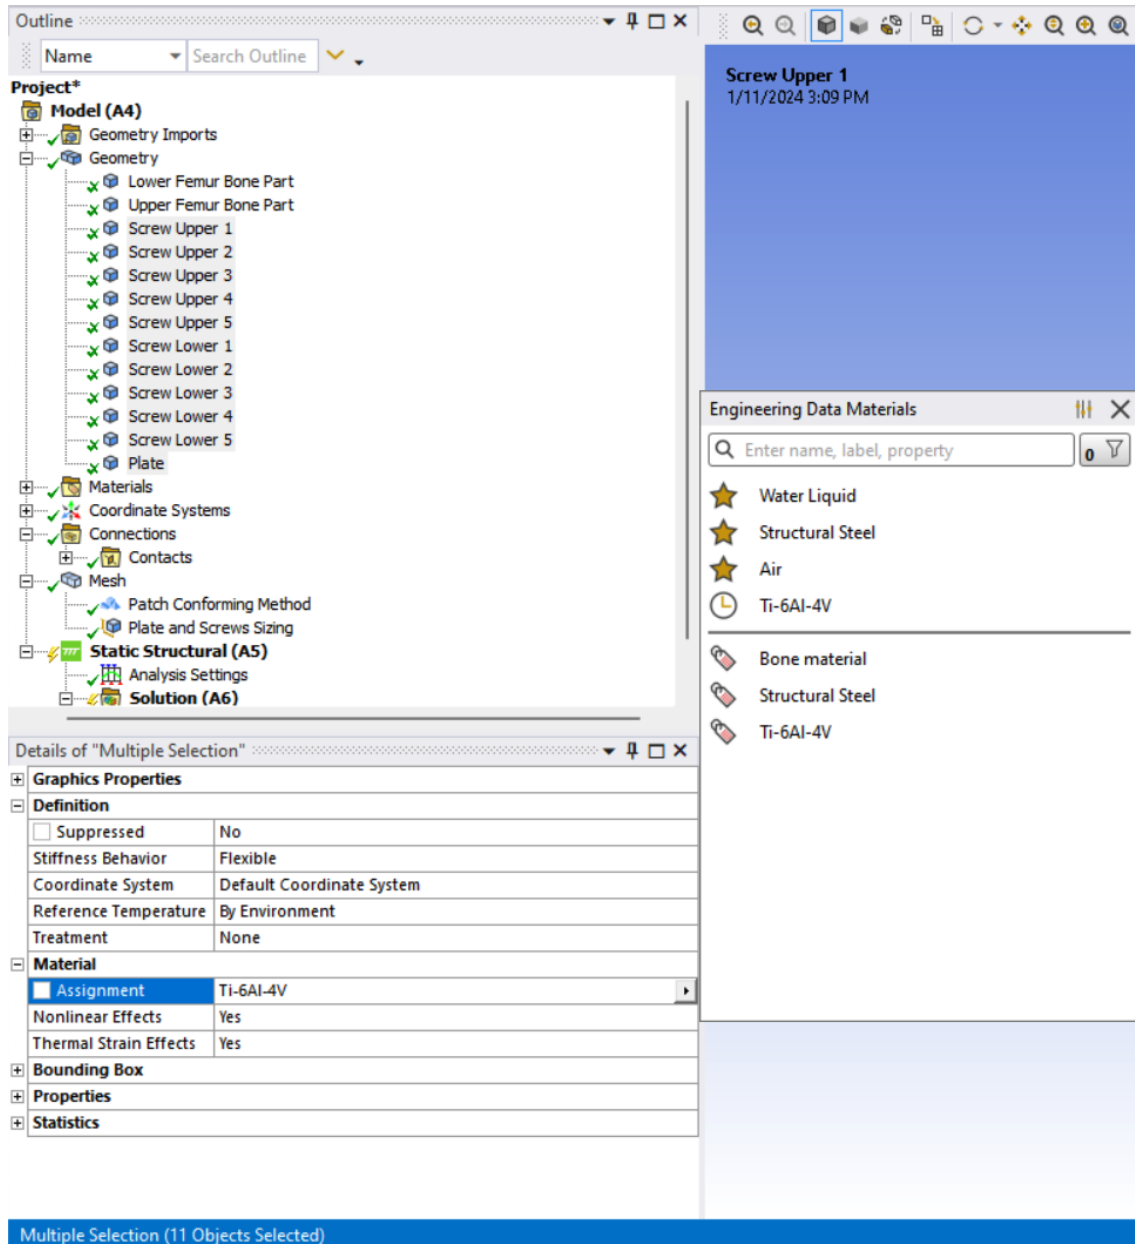 Outline
Name
Search Outline
Project*
Model (A4)
Geometry Imports
Geometry
Lower Femur Bone Part
Upper Femur Bone Part
Screw Upper 1
Screw Upper 2
Screw Upper 3
Screw Upper 4
Screw Upper 5
Screw Lower 1
Screw Lower 2
Screw Lower 3
Screw Lower 4
Screw Lower 5
Plate
Materials
Coordinate Systems
Connections
Contacts
Mesh
Patch Conforming Method
Plate and Screws Sizing
Static Structural (A5)
Analysis Settings
Solution (A6)
Details of "Multiple Selection"
Graphics Properties
Definition
Suppressed No
Stiffness Behavior Flexible
Coordinate System Default Coordinate System
Reference Temperature By Environment
Treatment None
Material
Assignment Ti-6Al-4V
Nonlinear Effects Yes
Thermal Strain Effects Yes
Bounding Box
Properties
Statistics
Multiple Selection (11 Objects Selected)
Screw Upper 1
1/11/2024 3:09 PM
Engineering Data Materials
Enter name, label, property
0
Water Liquid
Structural Steel
Air
Ti-6Al-4V
Bone material
Structural Steel
Ti-6Al-4V